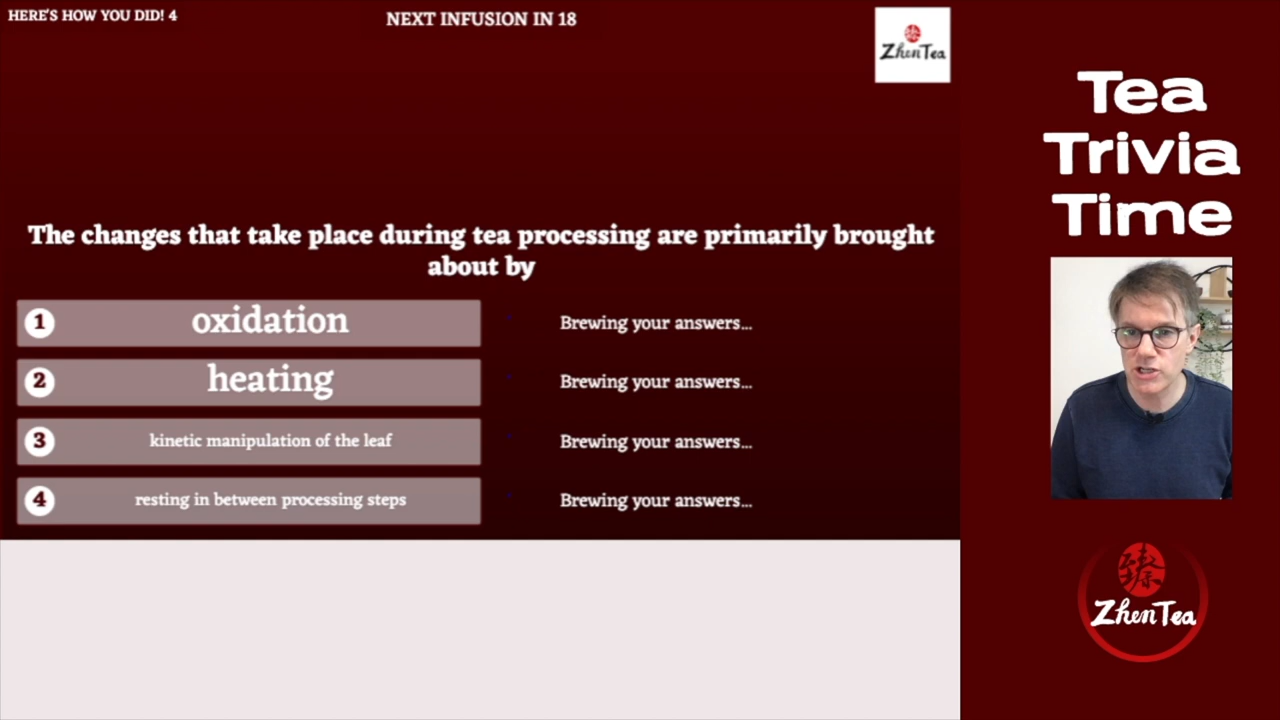 HERE'S HOW YOU DID! 4
NEXT INFUSION IN 18
ZhenTea
Tea
Trivia
Time
The changes that take place during tea processing are primarily brought
about by
1 oxidation
Brewing your answers...
2 heating
Brewing your answers...
3 kinetic manipulation of the leaf
Brewing your answers...
4 resting in between processing steps
Brewing your answers...
臻
ZhenTea